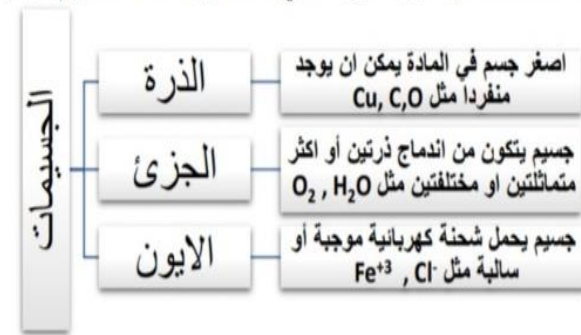 الجسيمات
الذرة
اصغر جسم في المادة يمكن ان يوجد
منفردا مثل Cu, C,O
الجزئ
جسيم يتكون من اندماج ذرتين أو اكثر
متماثلتين او مختلفتين مثل O₂ , H₂O
الايون
جسيم يحمل شحنة كهربائية موجبة أو
سالبة مثل Fe⁺³ , Cl⁻